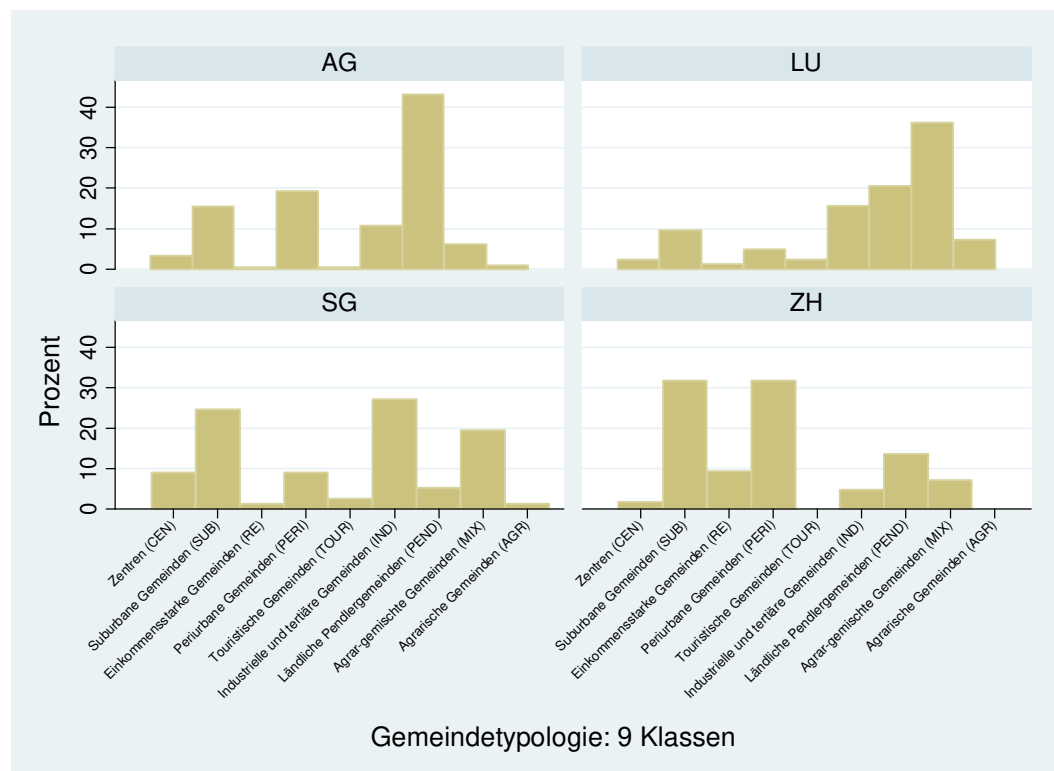 AG
LU
40
30
20
10
0
SG
ZH
Prozent
40
30
20
10
0
Zentren (CEN)
Suburbane Gemeinden (SUB)
Einkommensstarke Gemeinden (RE)
Periurbane Gemeinden (PERI)
Touristische Gemeinden (TOUR)
Industrielle und tertiäre Gemeinden (IND)
Ländliche Pendlergemeinden (PEND)
Agrar-gemischte Gemeinden (MIX)
Agrarische Gemeinden (AGR)
Zentren (CEN)
Suburbane Gemeinden (SUB)
Einkommensstarke Gemeinden (RE)
Periurbane Gemeinden (PERI)
Touristische Gemeinden (TOUR)
Industrielle und tertiäre Gemeinden (IND)
Ländliche Pendlergemeinden (PEND)
Agrar-gemischte Gemeinden (MIX)
Agrarische Gemeinden (AGR)
Gemeindetypologie: 9 Klassen